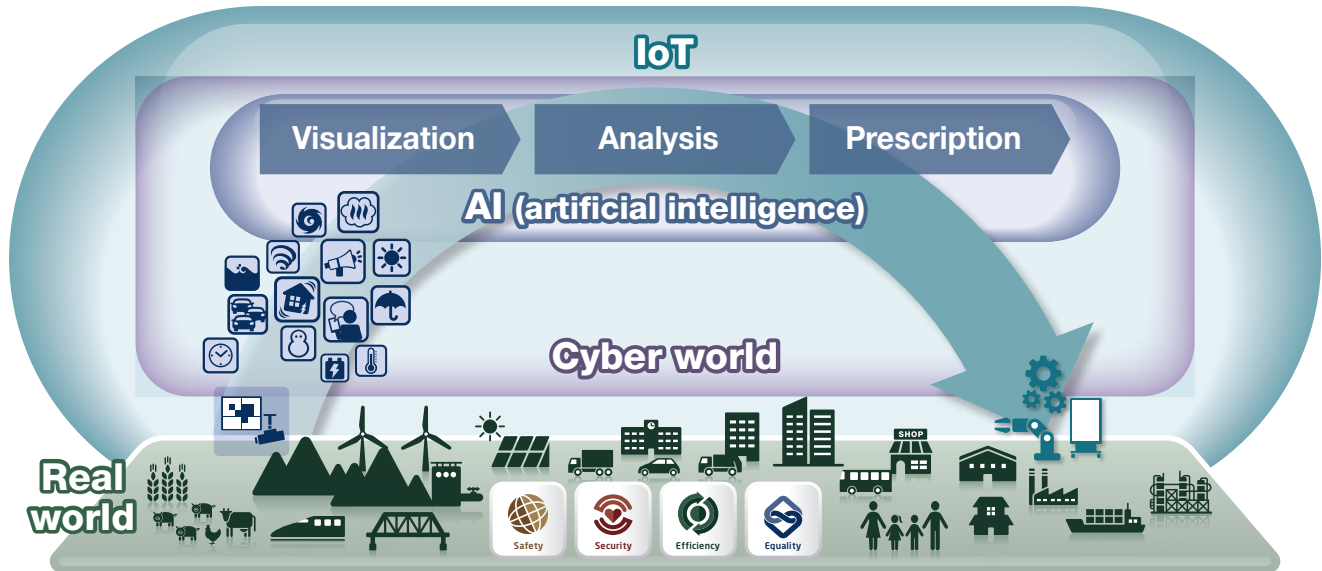 IoT
Visualization
Analysis
Prescription
AI (artificial intelligence)
Cyber world
Real
world
SHOP
Safety
Security
Efficiency
Equality